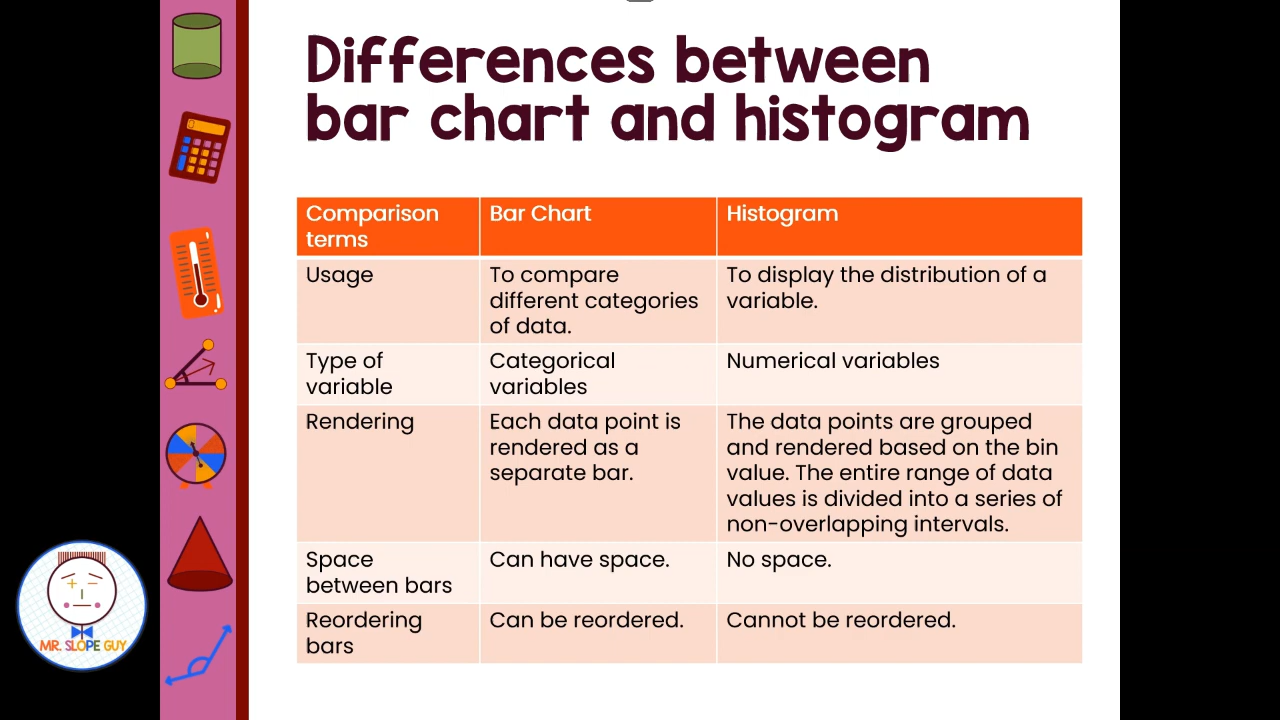 Differences between
bar chart and histogram
Comparison
terms
Bar Chart
Histogram
Usage
To compare
different categories
of data.
To display the distribution of a
variable.
Type of
variable
Categorical
variables
Numerical variables
Rendering
Each data point is
rendered as a
separate bar.
The data points are grouped
and rendered based on the bin
value. The entire range of data
values is divided into a series of
non-overlapping intervals.
Space
between bars
Can have space.
No space.
Reordering
bars
Can be reordered.
Cannot be reordered.
MR. SLOPE GUY